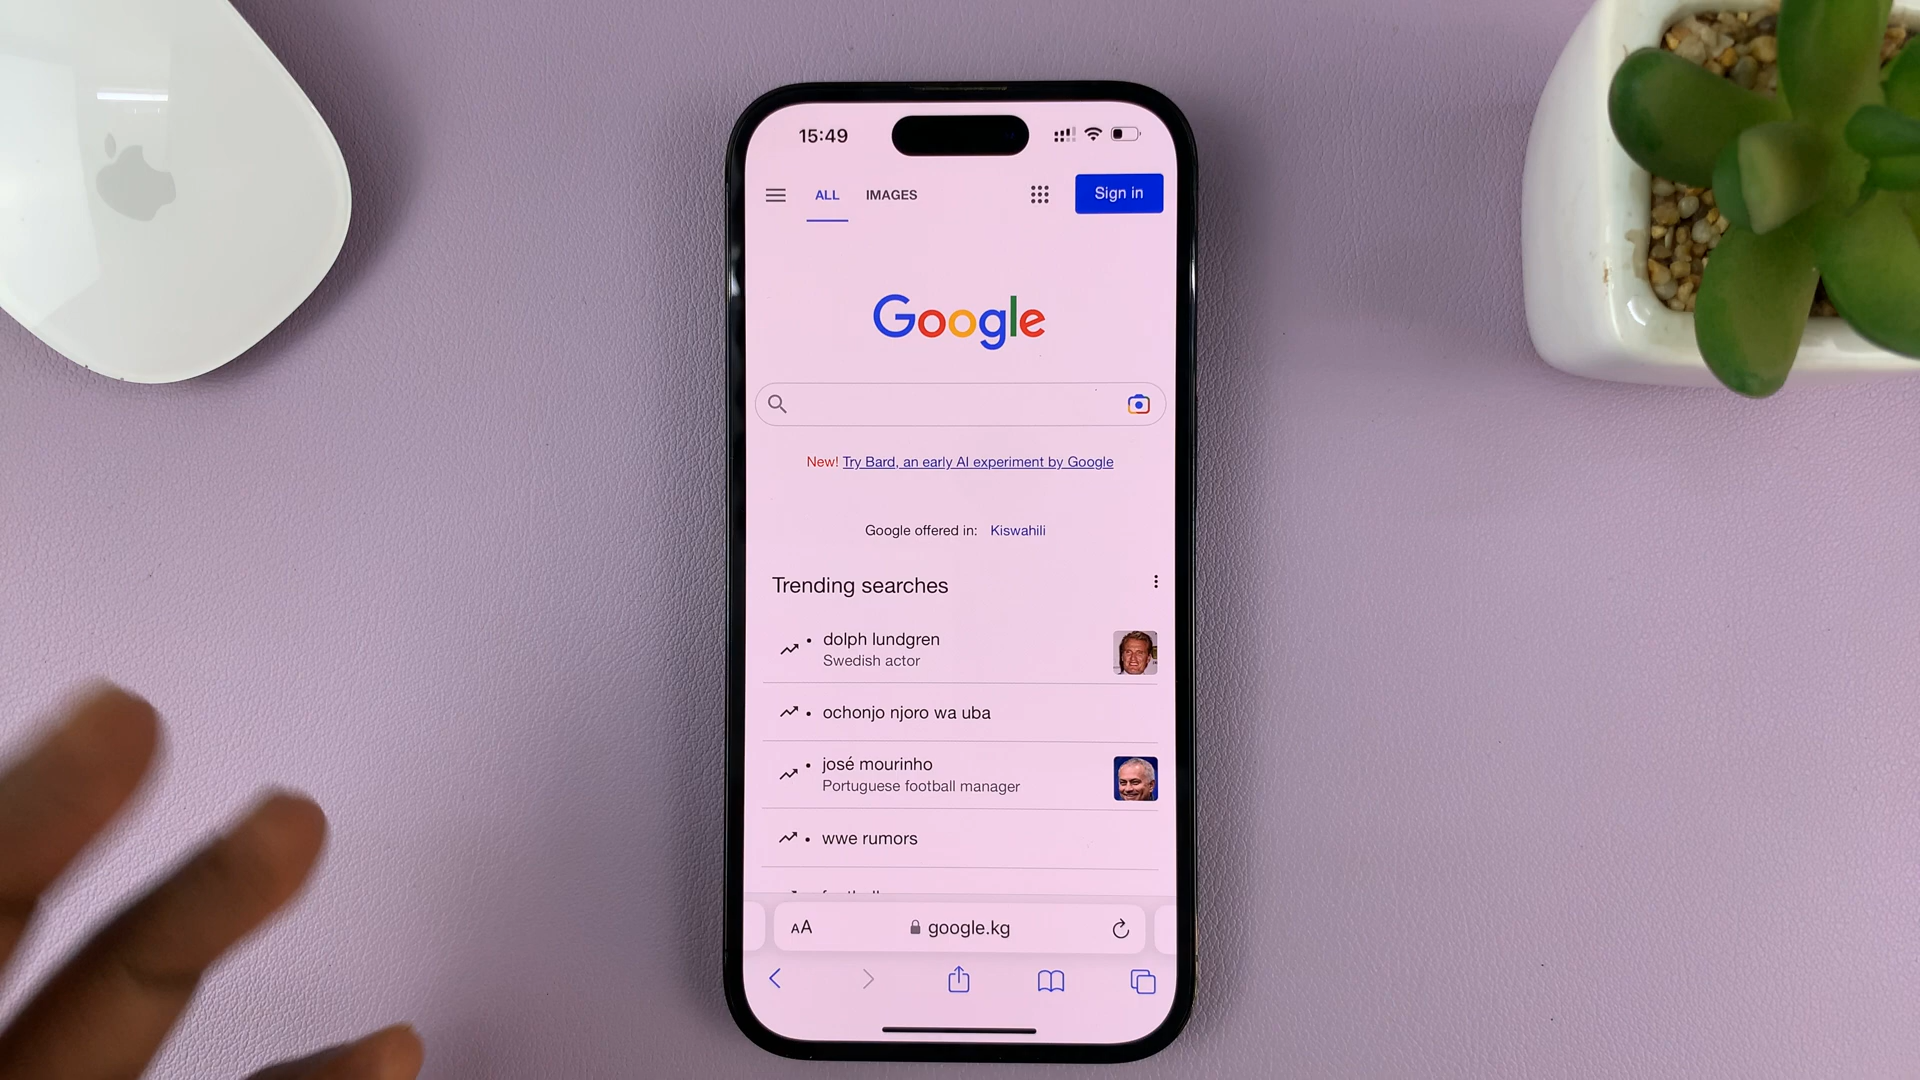 15:49
ALL IMAGES Sign in
Google
New! Try Bard, an early AI experiment by Google
Google offered in: Kiswahili
Trending searches
dolph lundgren
Swedish actor
ochonjo njoro wa uba
josé mourinho
Portuguese football manager
wwe rumors
AA google.kg